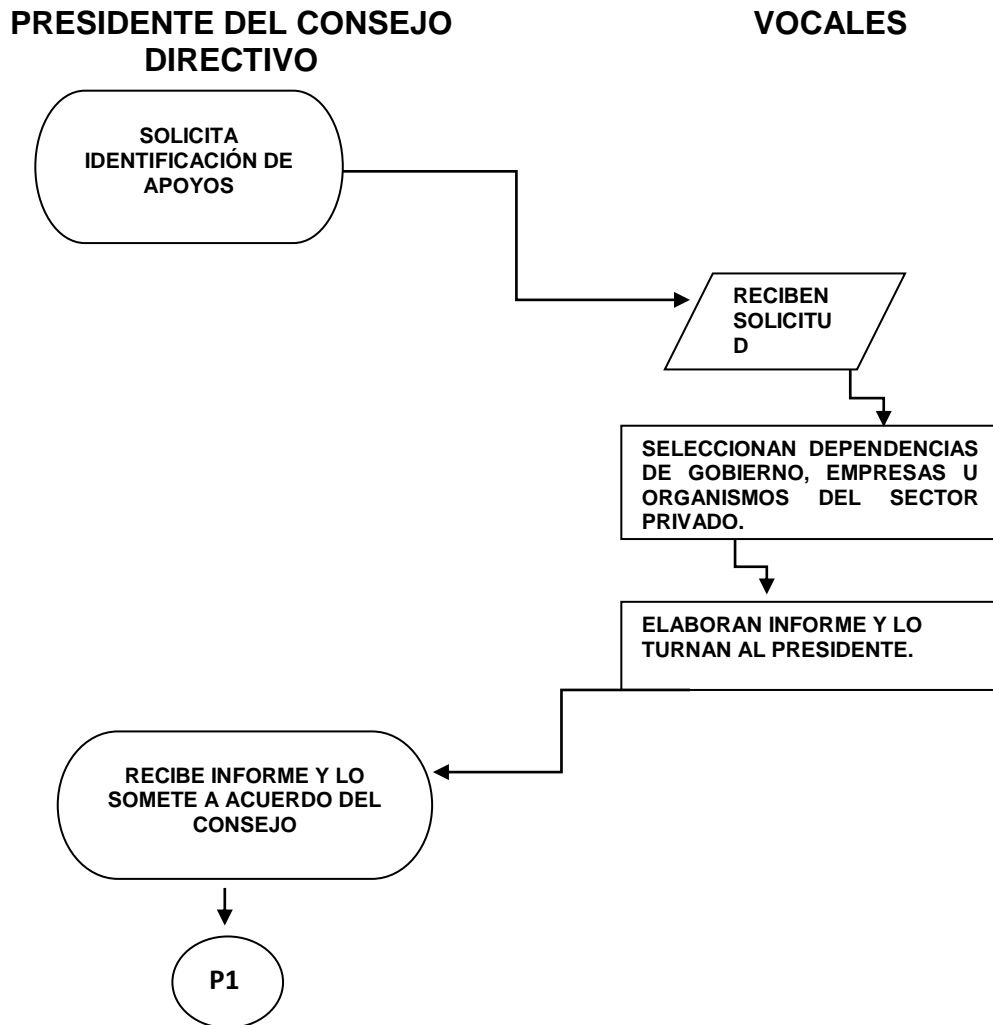 PRESIDENTE DEL CONSEJO
DIRECTIVO
VOCALES
SOLICITA
IDENTIFICACIÓN DE
APOYOS
RECIBEN
SOLICITU
D
SELECCIONAN DEPENDENCIAS
DE GOBIERNO, EMPRESAS U
ORGANISMOS DEL SECTOR
PRIVADO.
ELABORAN INFORME Y LO
TURNAN AL PRESIDENTE.
RECIBE INFORME Y LO
SOMETE A ACUERDO DEL
CONSEJO
P1